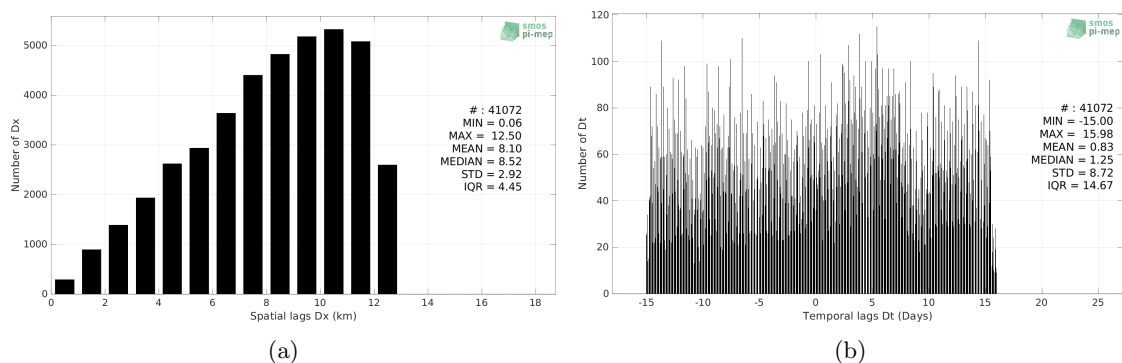 smos
pi-mep
5000
4000
3000
2000
1000
0
Number of Dx
# : 41072
MIN = 0.06
MAX = 12.50
MEAN = 8.10
MEDIAN = 8.52
STD = 2.92
IQR = 4.45
0 2 4 6 8 10 12 14 16 18
Spatial lags Dx (km)
(a)
smos
pi-mep
120
100
80
60
40
20
0
Number of Dt
# : 41072
MIN = -15.00
MAX = 15.98
MEAN = 0.83
MEDIAN = 1.25
STD = 8.72
IQR = 14.67
-15 -10 -5 0 5 10 15 20 25
Temporal lags Dt (Days)
(b)